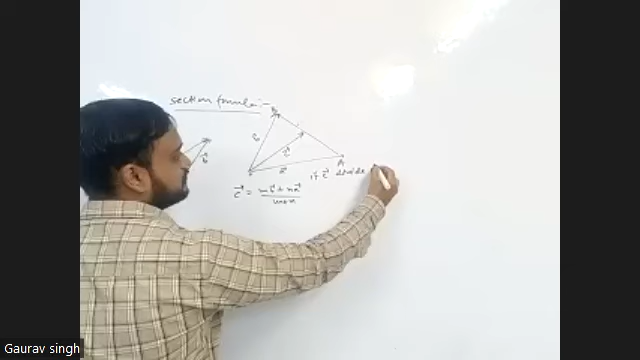 section formula :-
B
b⃗
c⃗
A
a⃗
if c⃗ divide
c⃗ = mb⃗ + na⃗
m+n
b⃗
Gaurav singh